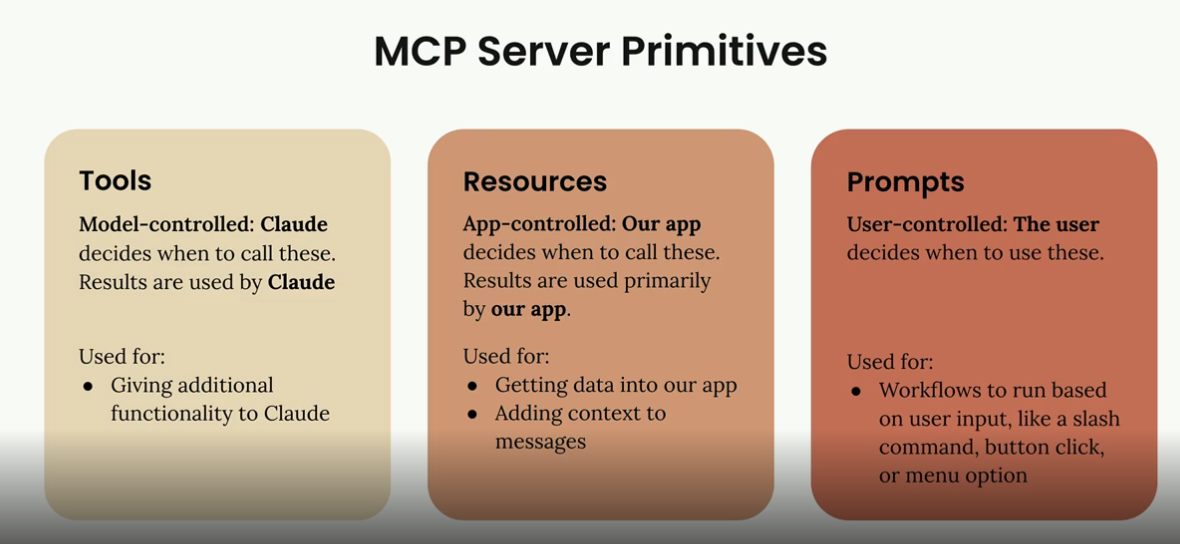 MCP Server Primitives
Tools
Model-controlled: Claude
decides when to call these.
Results are used by Claude
Used for:
● Giving additional
functionality to Claude
Resources
App-controlled: Our app
decides when to call these.
Results are used primarily
by our app.
Used for:
● Getting data into our app
● Adding context to
messages
Prompts
User-controlled: The user
decides when to use these.
Used for:
● Workflows to run based
on user input, like a slash
command, button click,
or menu option